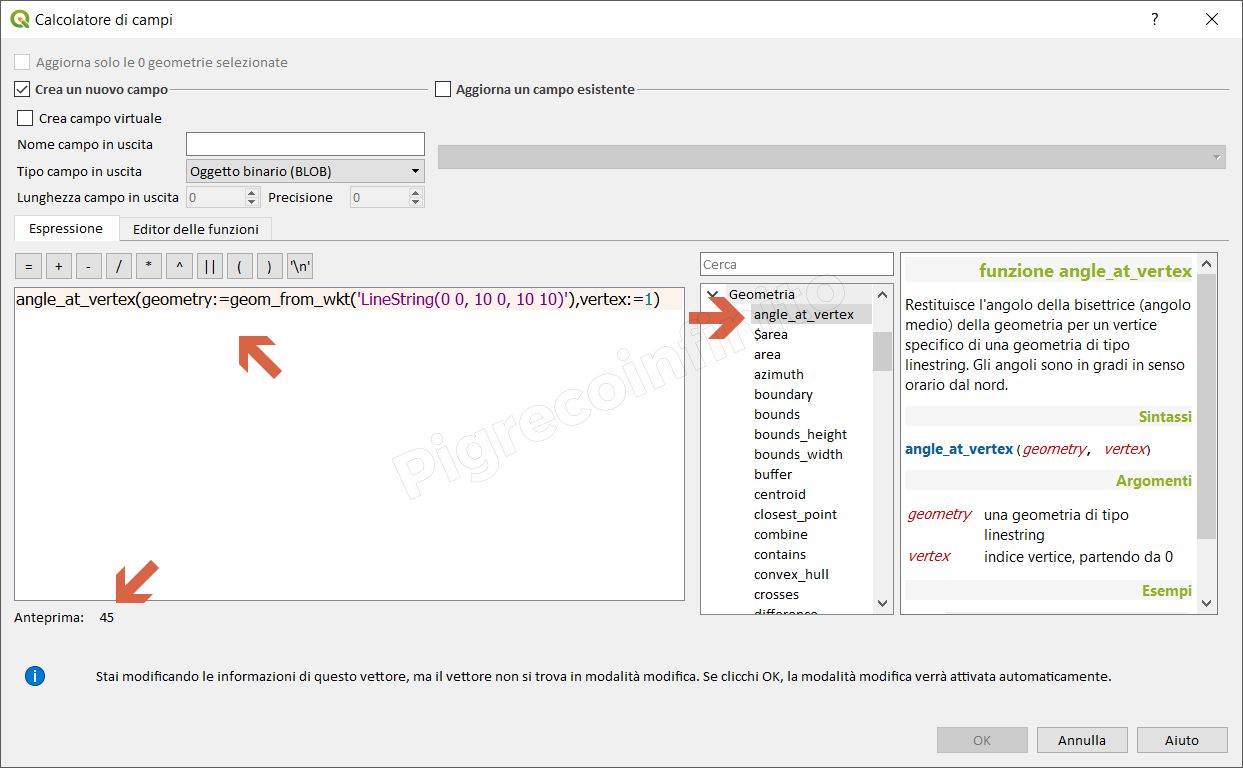 Calcolatore di campi
?
Aggiorna solo le 0 geometrie selezionate
Crea un nuovo campo
Aggiorna un campo esistente
Crea campo virtuale
Nome campo in uscita
Tipo campo in uscita Oggetto binario (BLOB)
Lunghezza campo in uscita 0 Precisione 0
Espressione Editor delle funzioni
= + - / * ^ || ( ) '\n'
angle_at_vertex(geometry:=geom_from_wkt('LineString(0 0, 10 0, 10 10)'),vertex:=1)
Anteprima: 45
Cerca
Geometria
angle_at_vertex
$area
area
azimuth
boundary
bounds
bounds_height
bounds_width
buffer
centroid
closest_point
combine
contains
convex_hull
crosses
difference
funzione angle_at_vertex
Restituisce l'angolo della bisettrice (angolo
medio) della geometria per un vertice
specifico di una geometria di tipo
linestring. Gli angoli sono in gradi in senso
orario dal nord.
Sintassi
angle_at_vertex(geometry, vertex)
Argomenti
geometry una geometria di tipo
linestring
vertex indice vertice, partendo da 0
Esempi
Pigrecoinfinito
Stai modificando le informazioni di questo vettore, ma il vettore non si trova in modalità modifica. Se clicchi OK, la modalità modifica verrà attivata automaticamente.
OK Annulla Aiuto